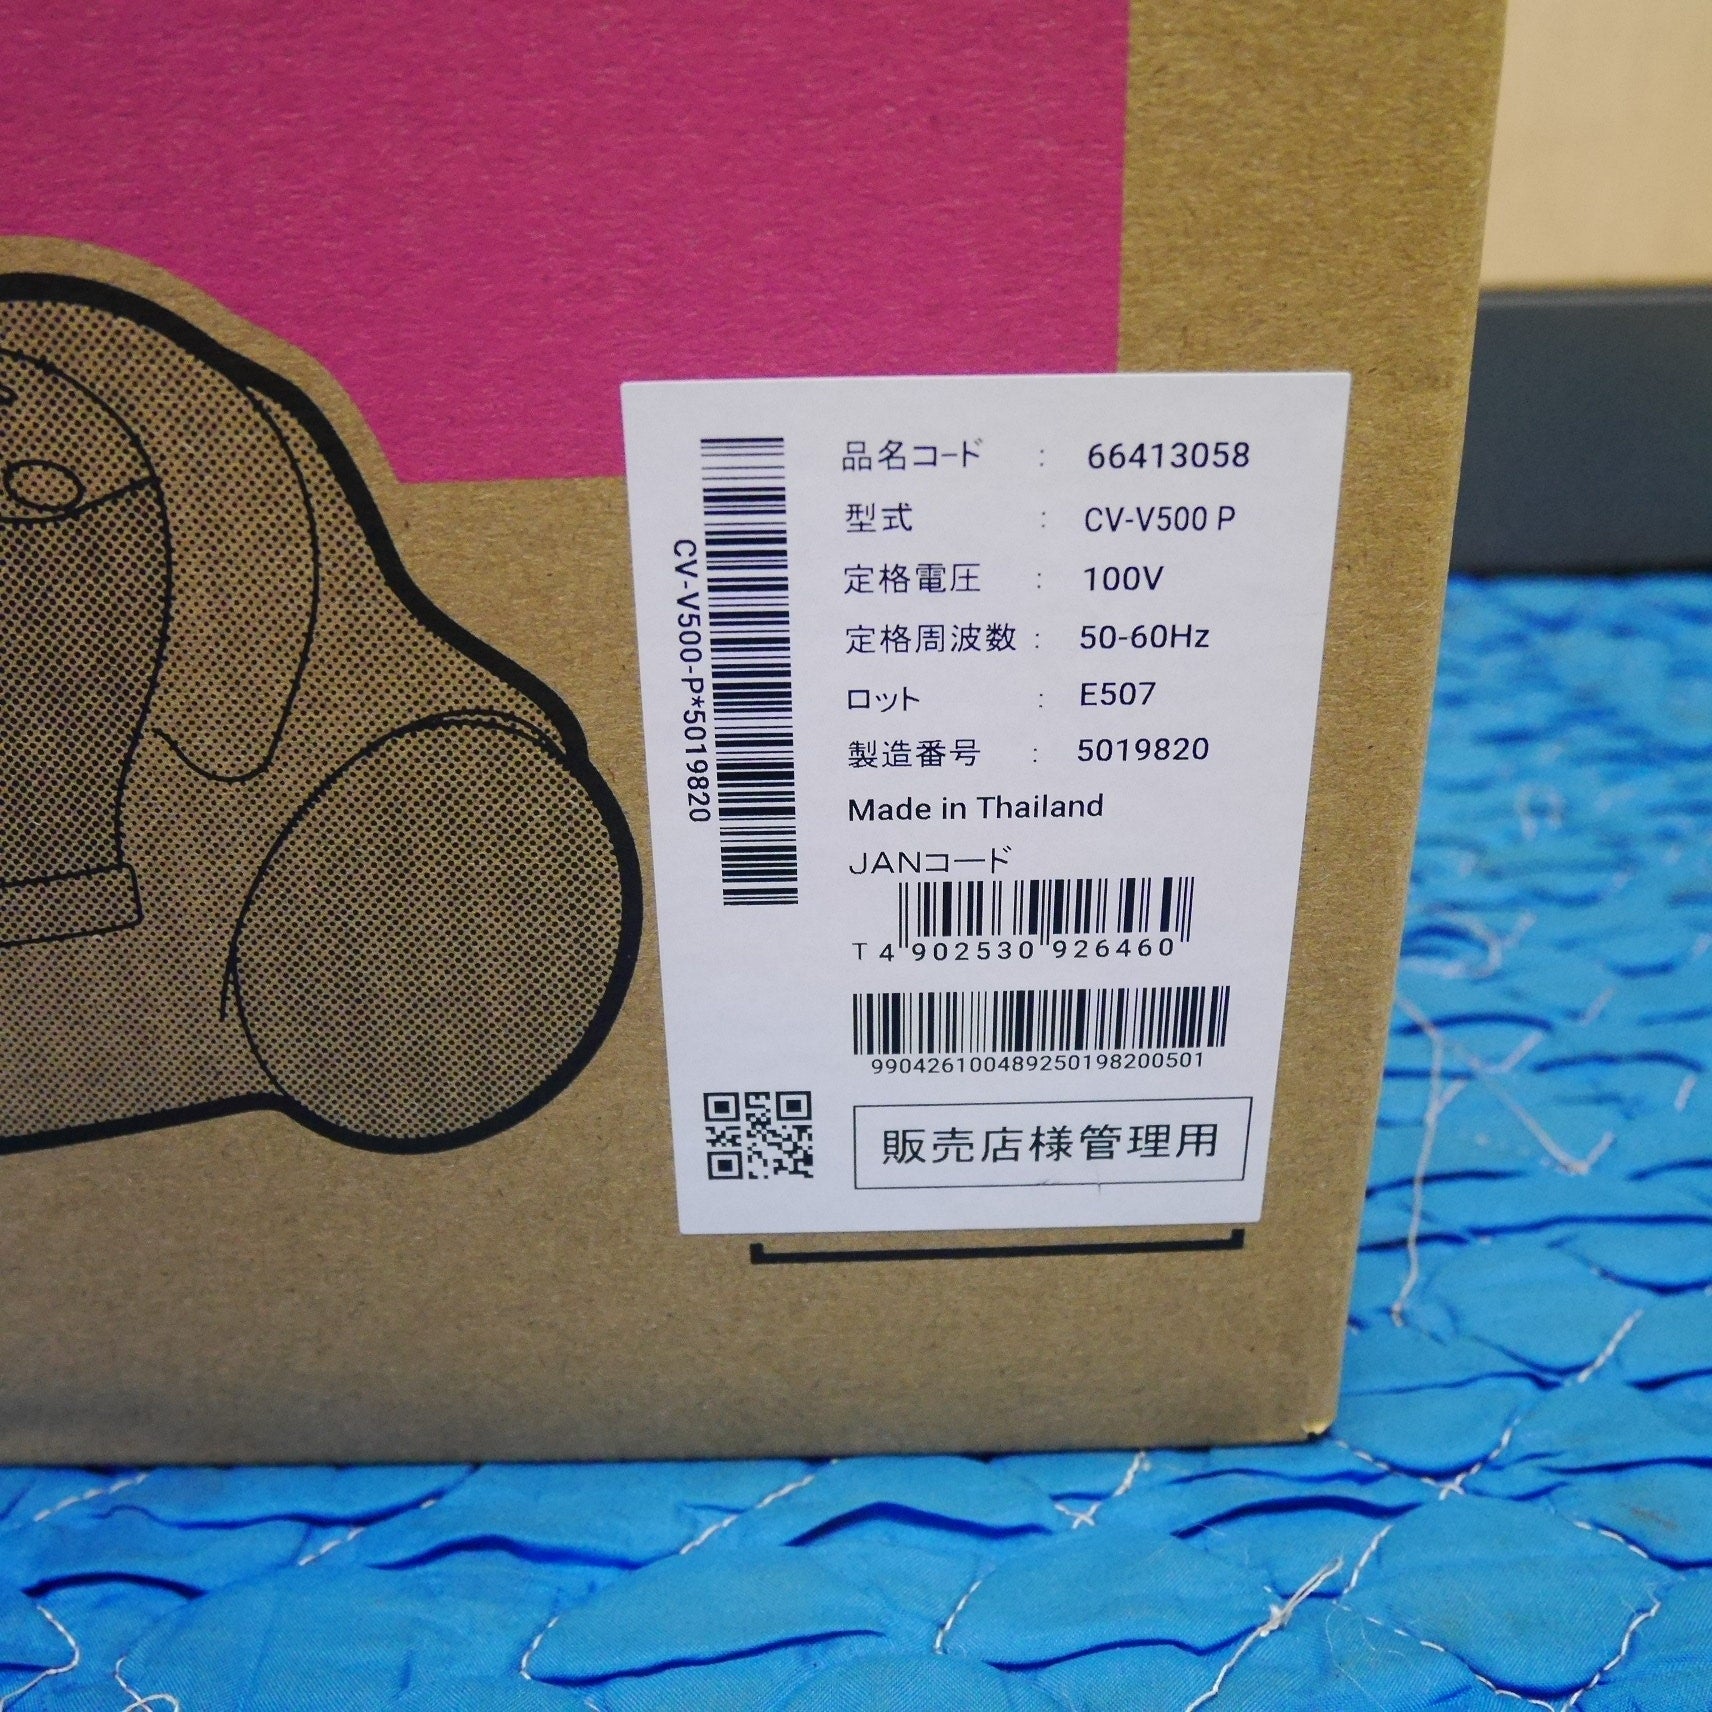 品名コード : 66413058
型式 : CV-V500 P
定格電圧 : 100V
定格周波数 : 50-60Hz
ロット : E507
製造番号 : 5019820
Made in Thailand
JANコード
T 4 902530 926460
990426100489250198200501
販売店様管理用
CV-V500-P*5019820